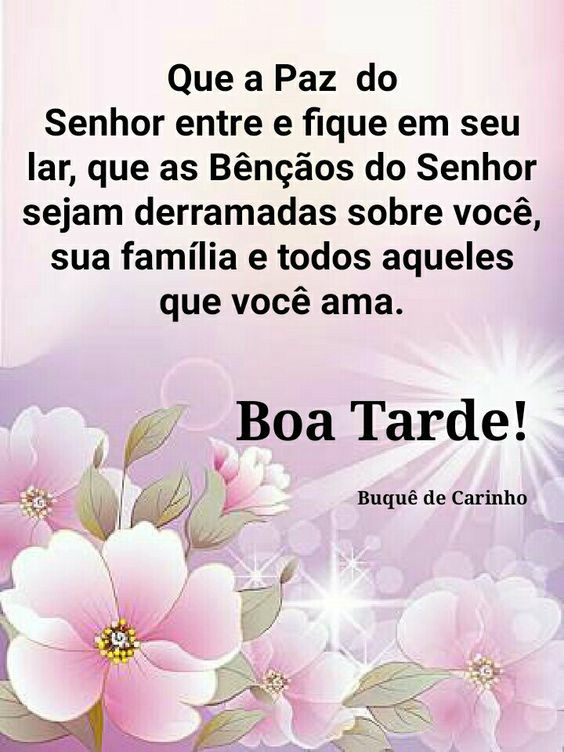 Que a Paz do
Senhor entre e fique em seu
lar, que as Bênçãos do Senhor
sejam derramadas sobre você,
sua família e todos aqueles
que você ama.
Boa Tarde!
Buquê de Carinho